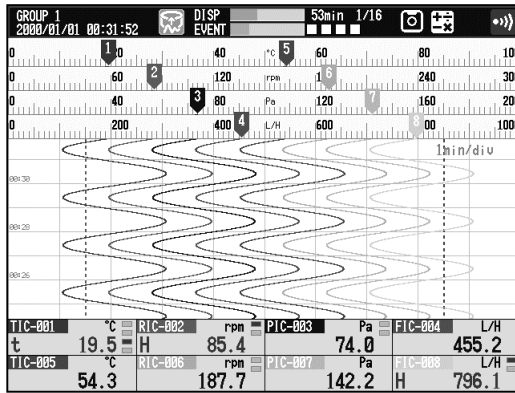 GROUP 1
2000/01/01 00:31:52
DISP
EVENT
53min 1/16
0 1 20 40 °C 5 60 80 10
0 60 2 120 rpm 6 240 30
0 40 3 80 Pa 120 7 160 20
0 200 400 4 L/H 600 8 100
1min/div
00:30
00:28
00:26
TIC-001 °C
t 19.5
RIC-002 rpm
H 85.4
PIC-003 Pa
74.0
FIC-004 L/H
455.2
TIC-005 °C
54.3
RIC-006 rpm
187.7
PIC-007 Pa
142.2
FIC-008 L/H
H 796.1